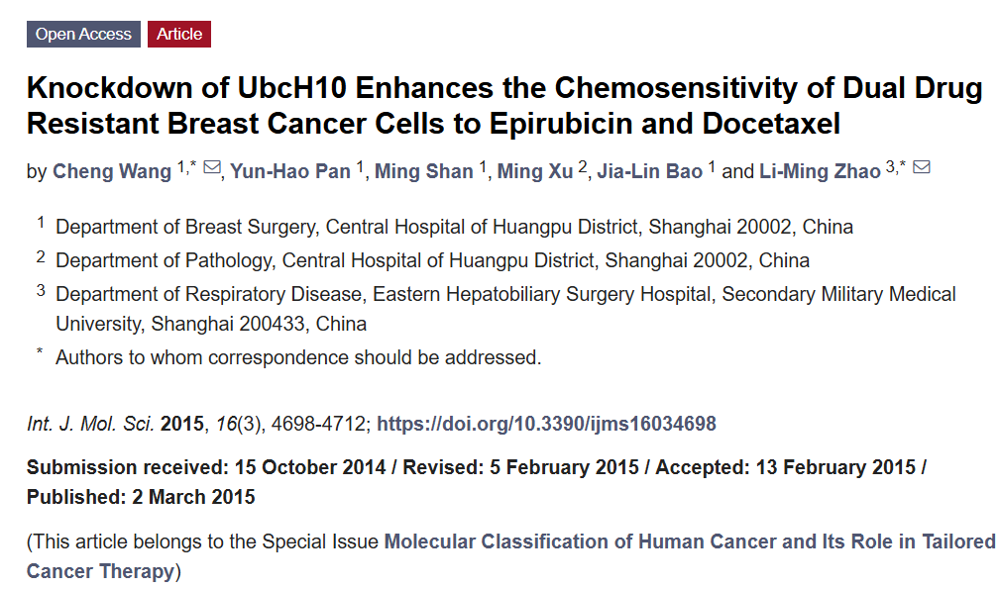 Open Access Article
Knockdown of UbcH10 Enhances the Chemosensitivity of Dual Drug
Resistant Breast Cancer Cells to Epirubicin and Docetaxel
by Cheng Wang 1,* , Yun-Hao Pan 1, Ming Shan 1, Ming Xu 2, Jia-Lin Bao 1 and Li-Ming Zhao 3,*
1 Department of Breast Surgery, Central Hospital of Huangpu District, Shanghai 20002, China
2 Department of Pathology, Central Hospital of Huangpu District, Shanghai 20002, China
3 Department of Respiratory Disease, Eastern Hepatobiliary Surgery Hospital, Secondary Military Medical
University, Shanghai 200433, China
* Authors to whom correspondence should be addressed.
Int. J. Mol. Sci. 2015, 16(3), 4698-4712; https://doi.org/10.3390/ijms16034698
Submission received: 15 October 2014 / Revised: 5 February 2015 / Accepted: 13 February 2015 /
Published: 2 March 2015
(This article belongs to the Special Issue Molecular Classification of Human Cancer and Its Role in Tailored
Cancer Therapy)